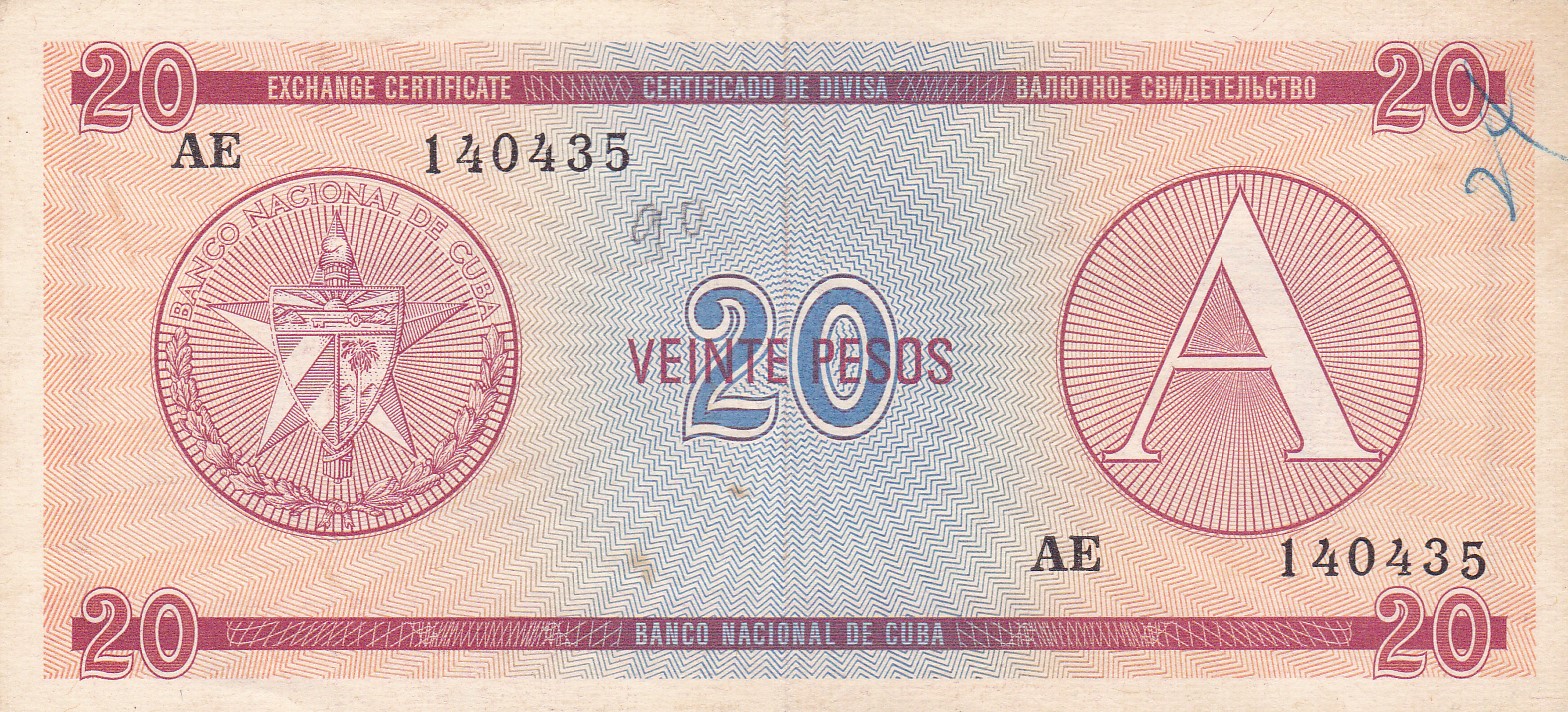 20 EXCHANGE CERTIFICATE CERTIFICADO DE DIVISA ВАЛЮТНОЕ СВИДЕТЕЛЬСТВО 20
24
AE 140435
BANCO NACIONAL DE CUBA
20
VEINTE PESOS
A
AE 140435
20 BANCO NACIONAL DE CUBA 20